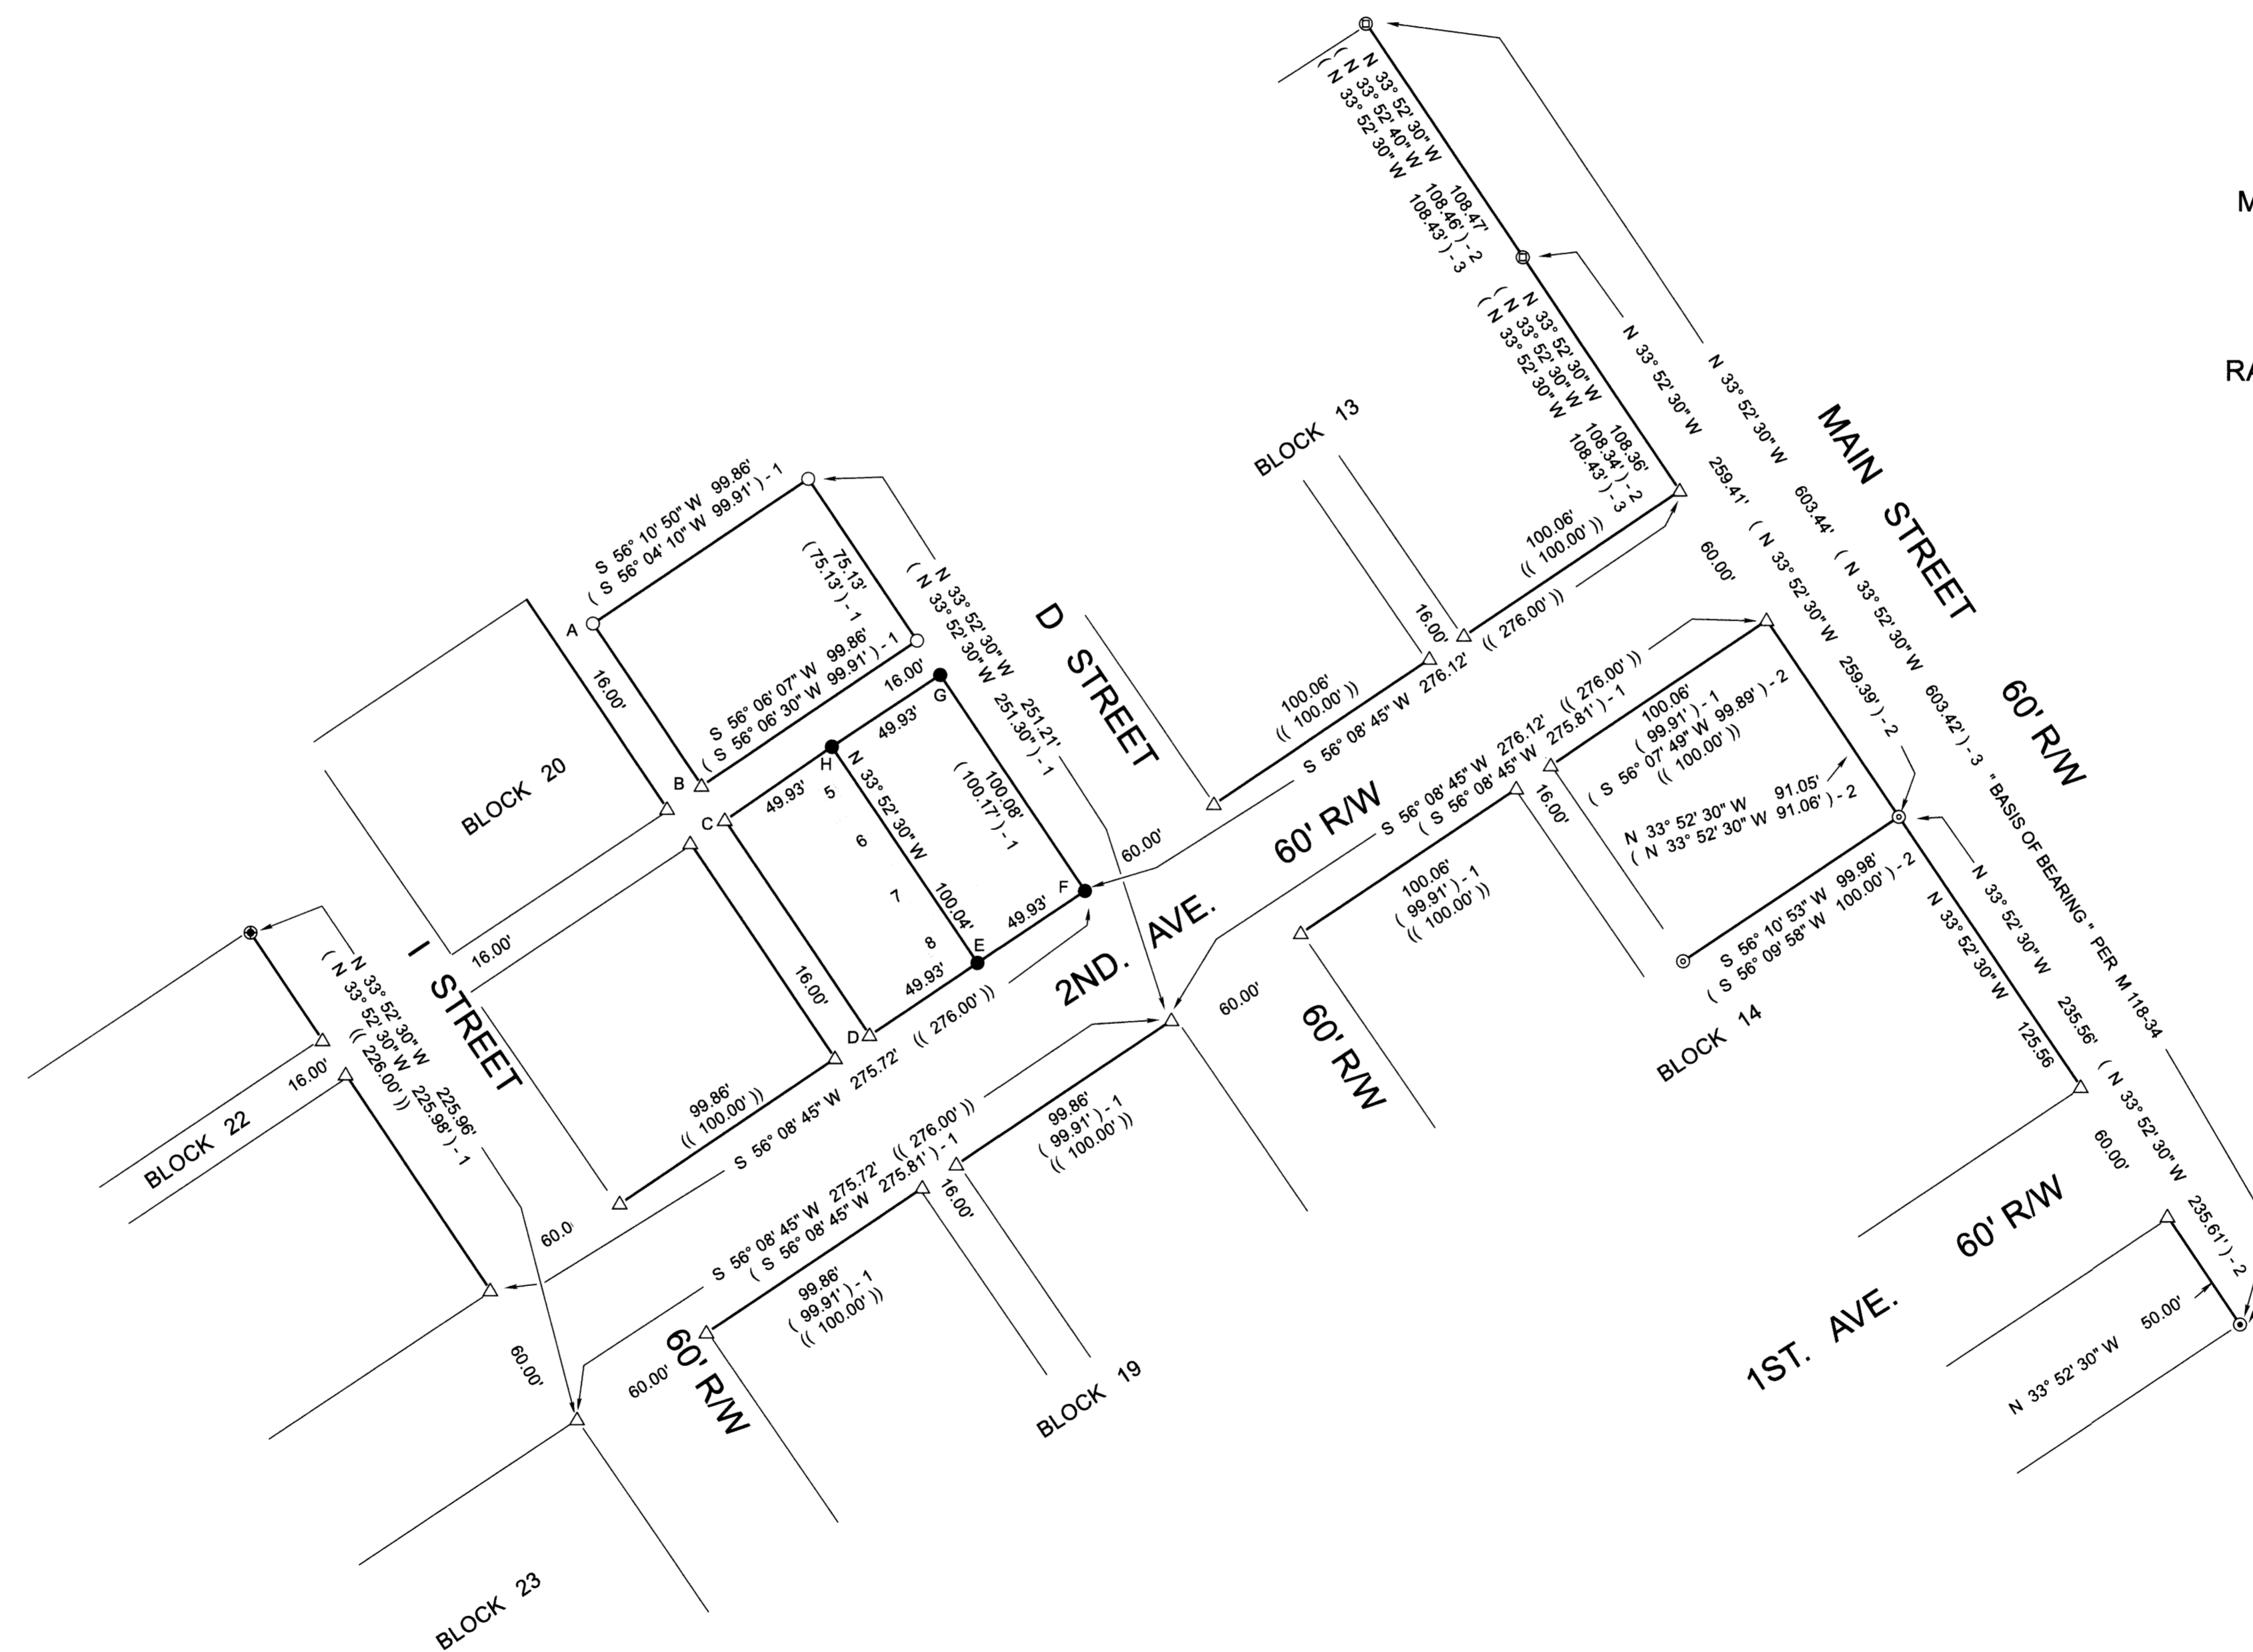 N 33° 52' 30" W 108.47'
( N 33° 52' 40" W 108.46' ) - 2
( N 33° 52' 30" W 108.43' ) - 3
N 33° 52' 30" W 108.36'
( N 33° 52' 30" W 108.34' ) - 2
( N 33° 52' 30" W 108.43' ) - 3
M
RA
N 33° 52' 30" W 603.44' ( N 33° 52' 30" W 603.42' ) - 3 "BASIS OF BEARING " PER M 118-34
N 33° 52' 30" W 259.41' ( N 33° 52' 30" W 259.39' ) - 2
MAIN STREET 60' R/W
BLOCK 13
16.00'
100.06'
(( 100.00' ))
60.00'
(( 276.00' ))
S 56° 08' 45" W 276.12'
100.06'
(( 100.00' ))
S 56° 10' 50" W 99.86'
( S 56° 04' 10" W 99.91' ) - 1
A
75.13'
( 75.13' ) - 1
16.00'
S 56° 06' 07" W 99.86'
( S 56° 06' 30" W 99.91' ) - 1
B
16.00'
N 33° 52' 30" W 251.21'
( N 33° 52' 30" W 251.30" ) - 1
D STREET
60' R/W
BLOCK 20
G
49.93'
H
49.93'
C
5
6
7
8
N 33° 52' 30" W 100.04'
100.08'
( 100.17' ) - 1
F
49.93'
E
49.93'
D
16.00'
60.00'
(( 276.00' ))
S 56° 08' 45" W 275.72'
2ND. AVE. 60' R/W
S 56° 08' 45" W 276.12' (( 276.00' ))
( S 56° 08' 45" W 275.81' ) - 1
100.06'
( 99.91' ) - 1
( S 56° 07' 49" W 99.89' ) - 2
(( 100.00' ))
16.00'
100.06'
( 99.91' ) - 1
(( 100.00' ))
N 33° 52' 30" W 91.05'
( N 33° 52' 30" W 91.06' ) - 2
S 56° 10' 53" W 99.98'
( S 56° 09' 58" W 100.00' ) - 2
BLOCK 14
N 33° 52' 30" W 125.56
N 33° 52' 30" W 235.56' ( N 33° 52' 30" W 235.61' ) - 2
60.00'
1ST. AVE. 60' R/W
N 33° 52' 30" W 50.00'
I STREET
60' R/W
16.00'
N 33° 52' 30" W 225.96'
( N 33° 52' 30" W 225.98' ) - 1
(( 226.00' ))
16.00'
BLOCK 22
99.86'
(( 100.00' ))
60.0
60.00'
S 56° 08' 45" W 275.72' (( 276.00' ))
( S 56° 08' 45" W 275.81' ) - 1
60.00'
99.86'
( 99.91' ) - 1
(( 100.00' ))
16.00'
99.86'
( 99.91' ) - 1
(( 100.00' ))
60.00'
BLOCK 19
BLOCK 23